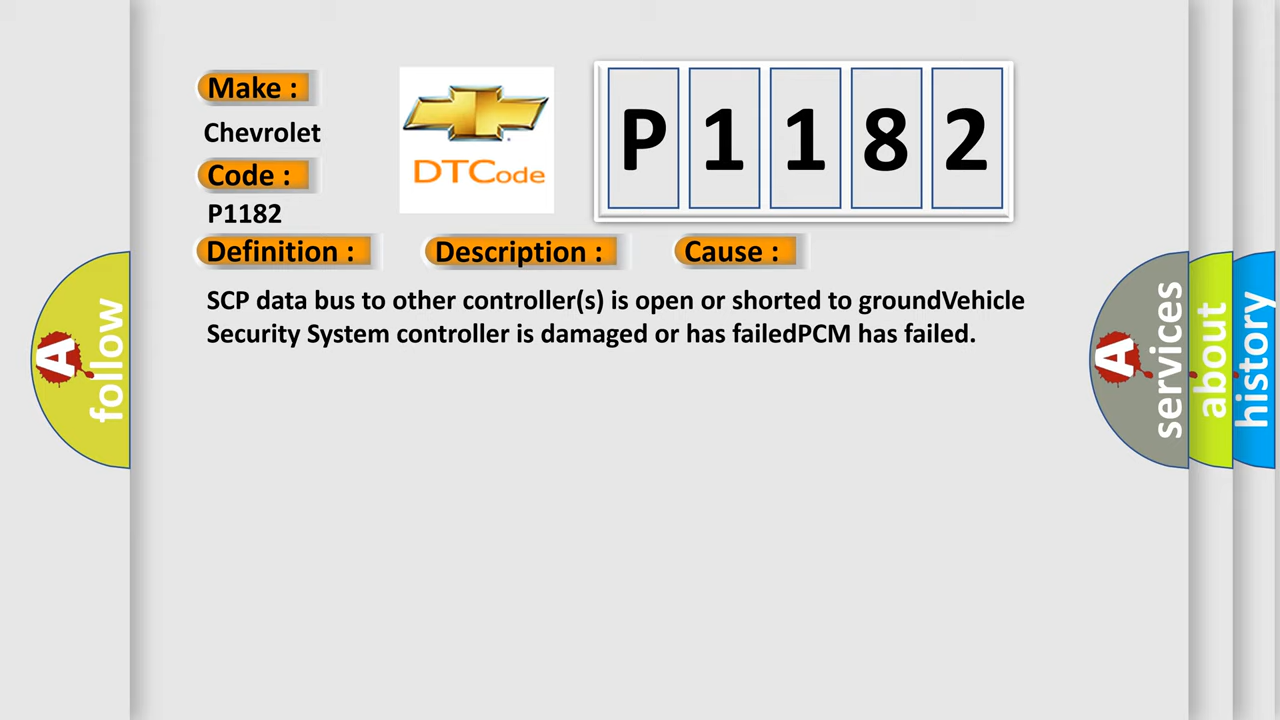 Make :
Chevrolet
Code :
P1182
DTCode
P 1 1 8 2
Definition :
Description :
Cause :
SCP data bus to other controller(s) is open or shorted to groundVehicle
Security System controller is damaged or has failedPCM has failed.
A follow
A services
about
history